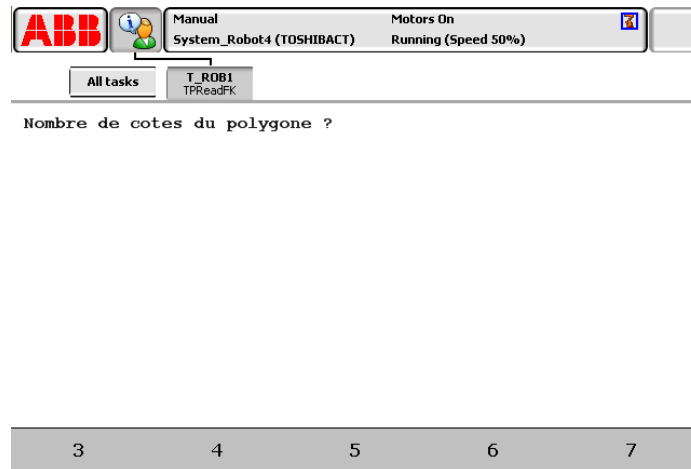 ABB
Manual
Motors On
System_Robot4 (TOSHIBACT)
Running (Speed 50%)
All tasks
T_ROB1
TPReadFK
Nombre de cotes du polygone ?
3 4 5 6 7